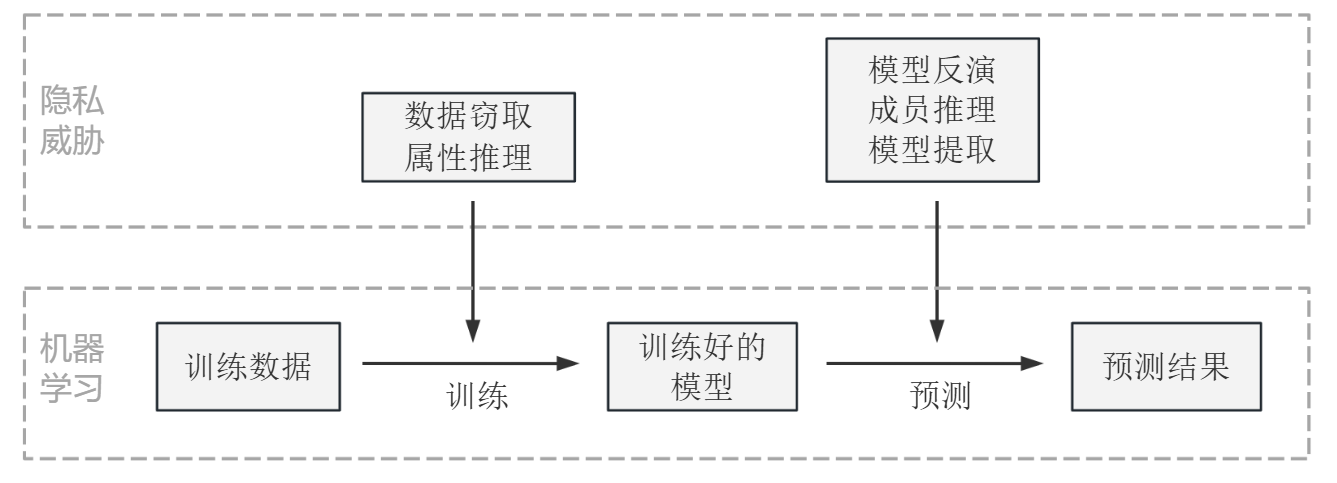 隐私
威胁
数据窃取
属性推理
模型反演
成员推理
模型提取
机器
学习
训练数据
训练
训练好的
模型
预测
预测结果